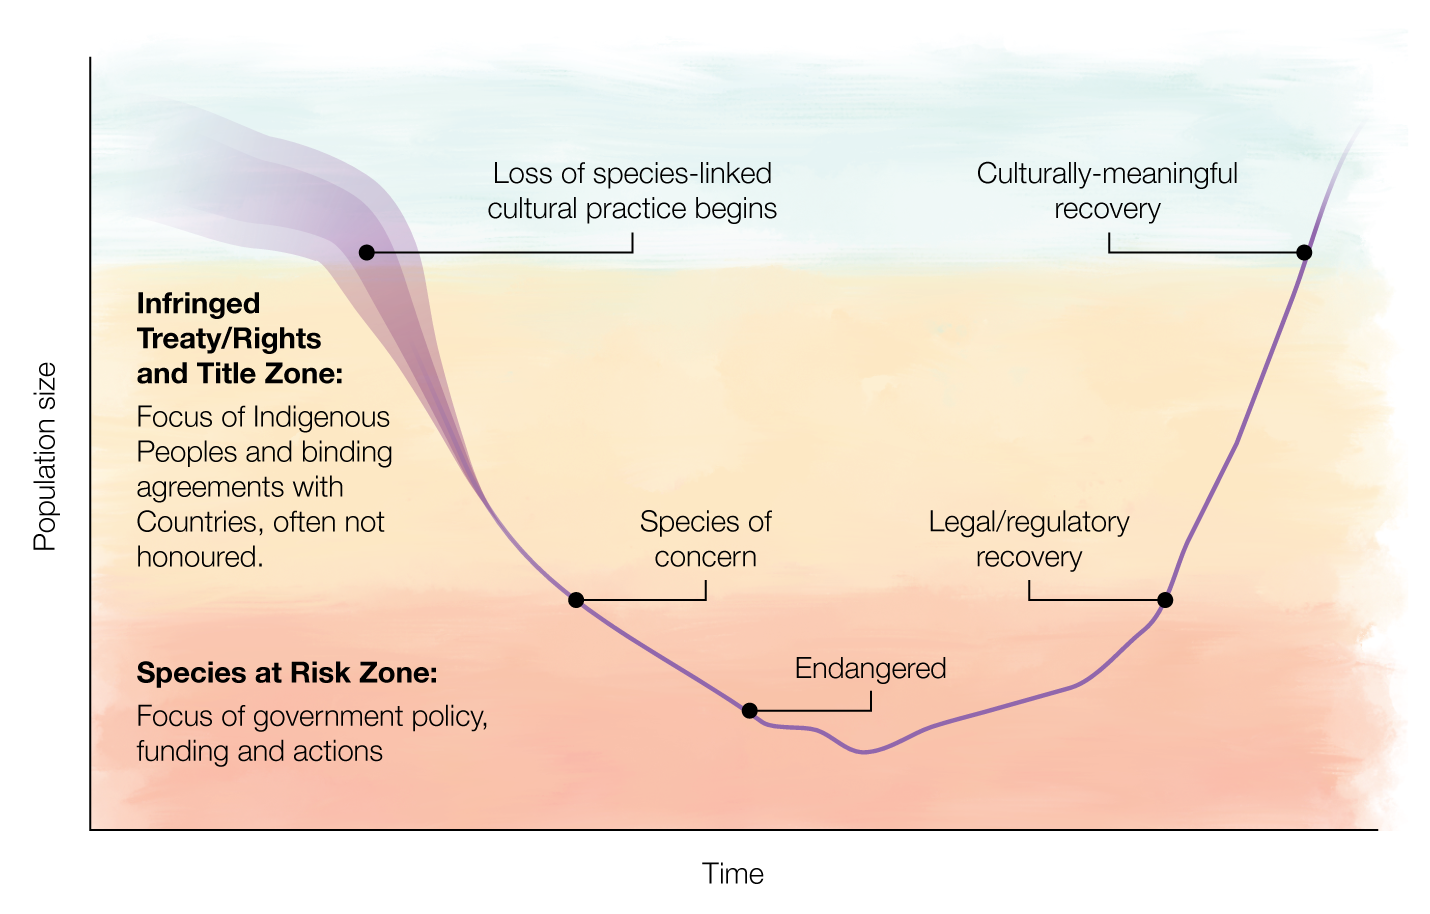 Loss of species-linked
cultural practice begins
Culturally-meaningful
recovery
Infringed
Treaty/Rights
and Title Zone:
Focus of Indigenous
Peoples and binding
agreements with
Countries, often not
honoured.
Species of
concern
Legal/regulatory
recovery
Endangered
Species at Risk Zone:
Focus of government policy,
funding and actions
Population size
Time